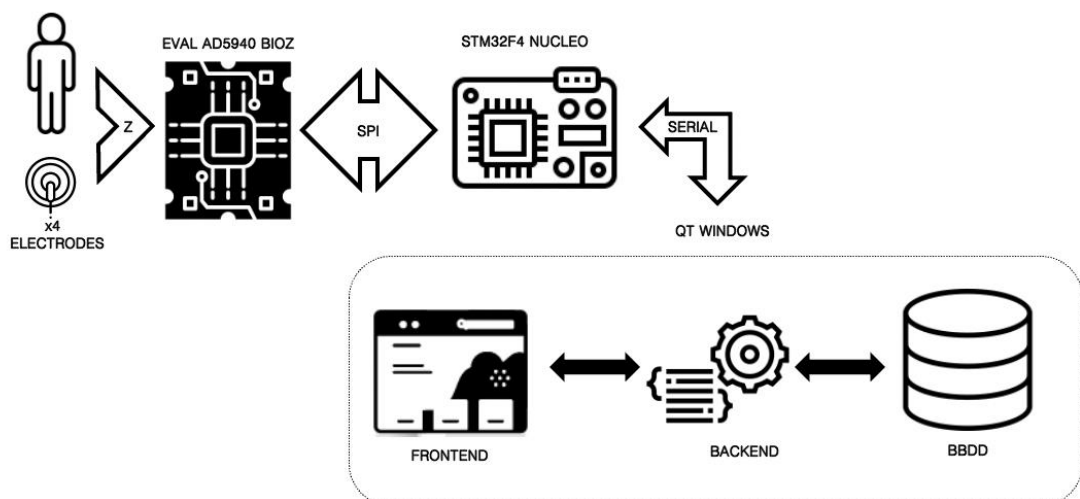 EVAL AD5940 BIOZ
STM32F4 NUCLEO
Z
SPI
SERIAL
x4
ELECTRODES
QT WINDOWS
FRONTEND
BACKEND
BBDD